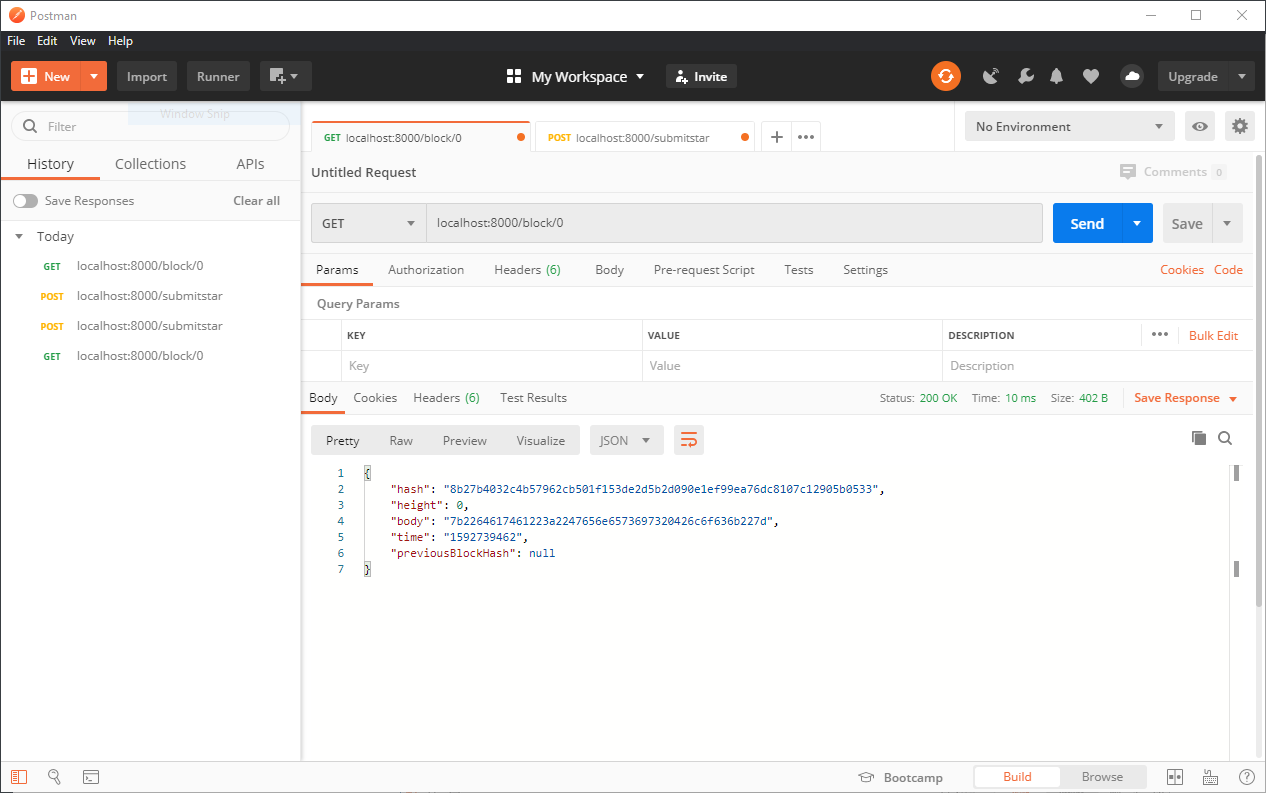 Postman
File Edit View Help
New Import Runner My Workspace Invite Upgrade
Window Snip
Filter
History Collections APIs
Save Responses Clear all
Today
GET localhost:8000/block/0
POST localhost:8000/submitstar
POST localhost:8000/submitstar
GET localhost:8000/block/0
GET localhost:8000/block/0 POST localhost:8000/submitstar No Environment
Untitled Request Comments 0
GET localhost:8000/block/0 Send Save
Params Authorization Headers (6) Body Pre-request Script Tests Settings Cookies Code
Query Params
KEY VALUE DESCRIPTION Bulk Edit
Key Value Description
Body Cookies Headers (6) Test Results Status: 200 OK Time: 10 ms Size: 402 B Save Response
Pretty Raw Preview Visualize JSON
1 {
2 "hash": "8b27b4032c4b57962cb501f153de2d5b2d090e1ef99ea76dc8107c12905b0533",
3 "height": 0,
4 "body": "7b2264617461223a2247656e6573697320426c6f636b227d",
5 "time": "1592739462",
6 "previousBlockHash": null
7 }
Bootcamp Build Browse